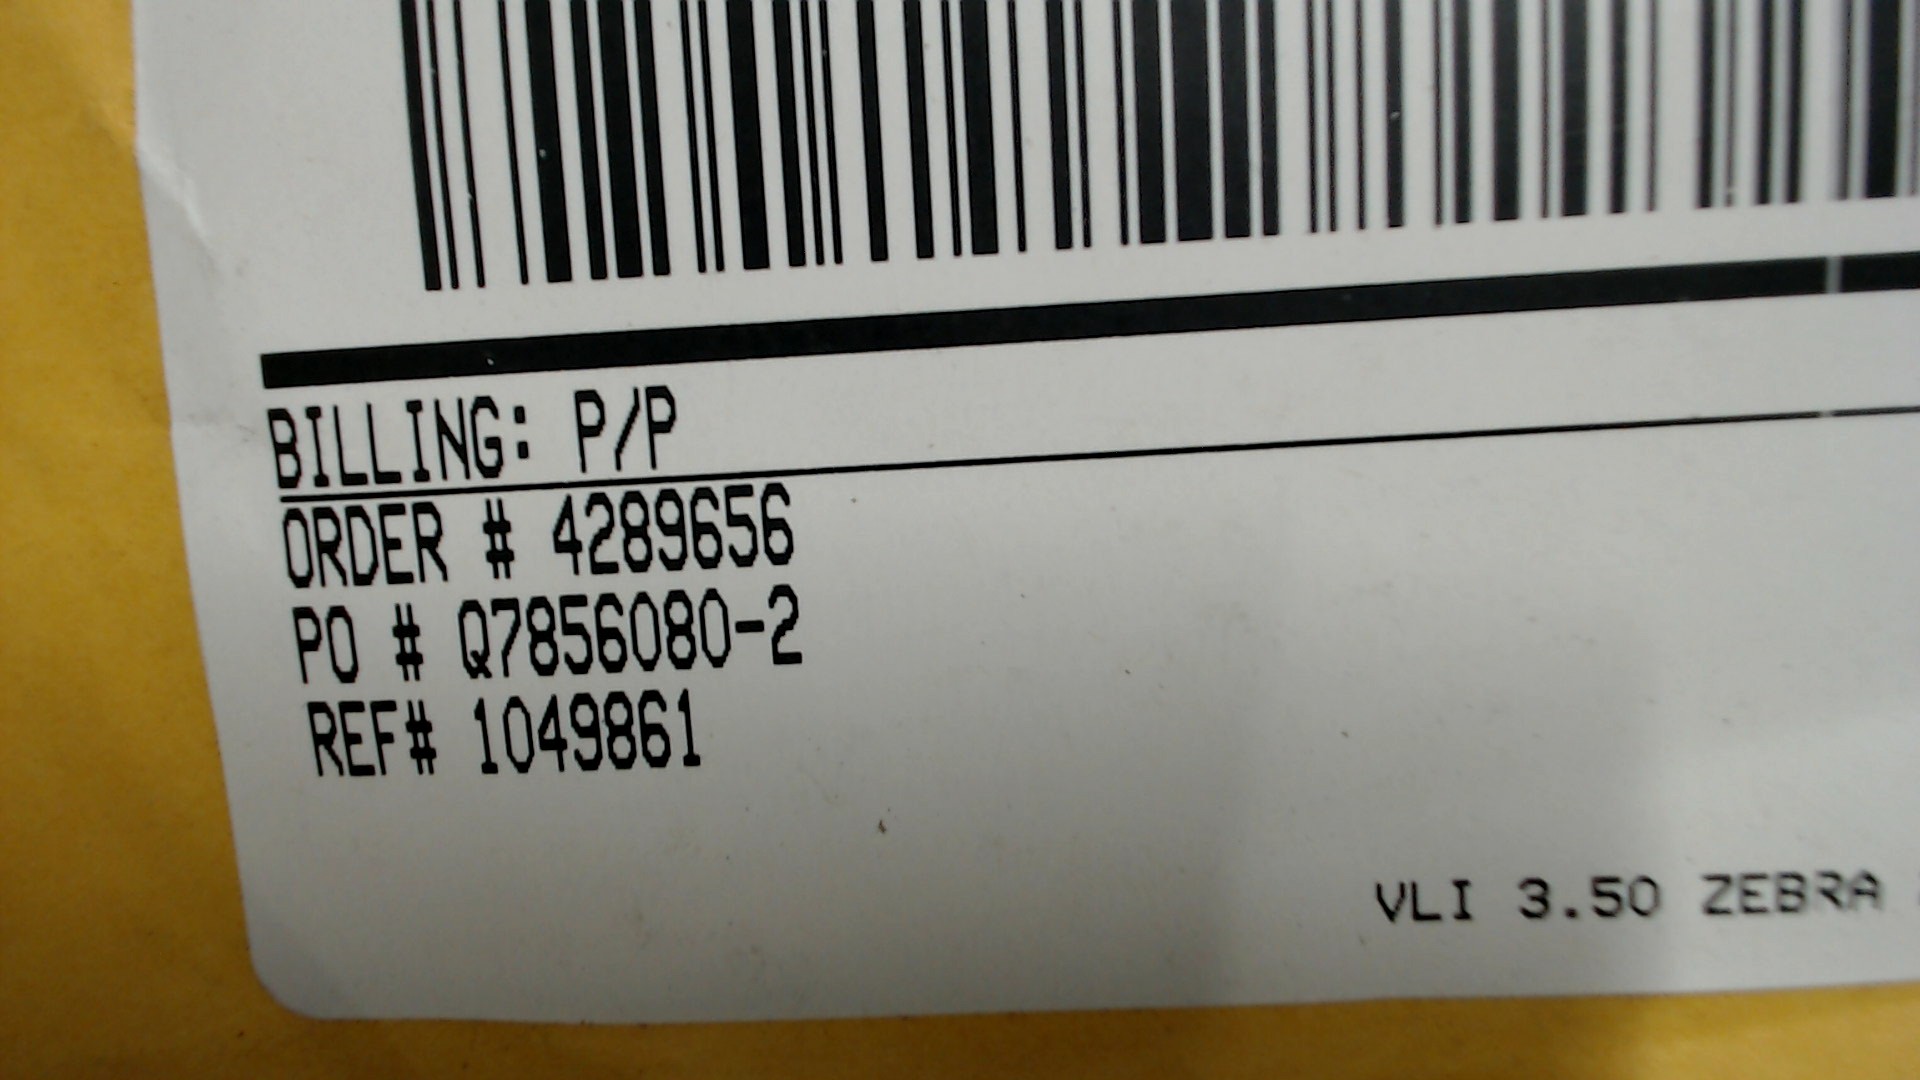 BILLING: P/P
ORDER # 4289656
PO # Q7856080-2
REF# 1049861
VLI 3.50 ZEBRA